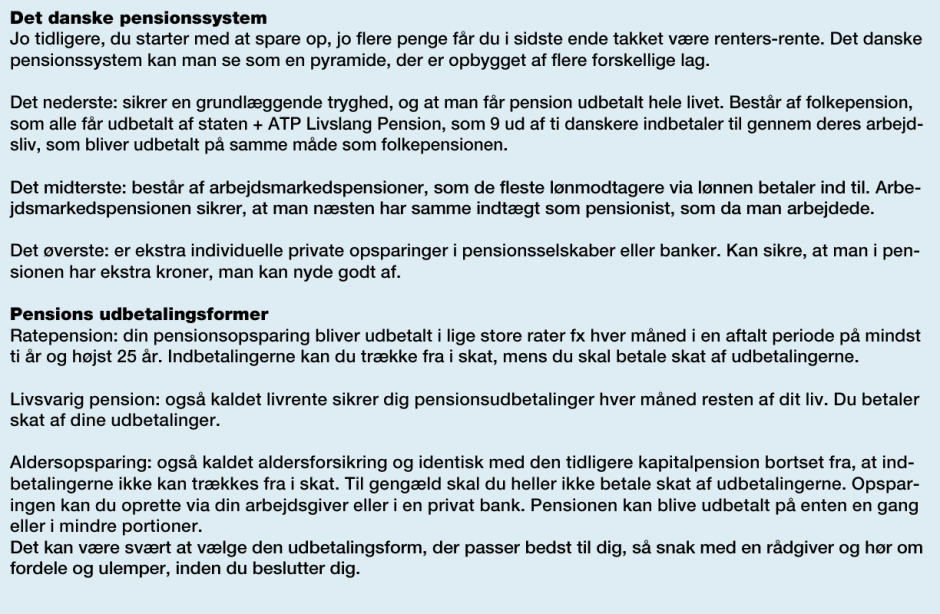 Det danske pensionssystem
Jo tidligere, du starter med at spare op, jo flere penge får du i sidste ende takket være renters-rente. Det danske
pensionssystem kan man se som en pyramide, der er opbygget af flere forskellige lag.
Det nederste: sikrer en grundlæggende tryghed, og at man får pension udbetalt hele livet. Består af folkepension,
som alle får udbetalt af staten + ATP Livslang Pension, som 9 ud af ti danskere indbetaler til gennem deres arbejd-
sliv, som bliver udbetalt på samme måde som folkepensionen.
Det midterste: består af arbejdsmarkedspensioner, som de fleste lønmodtagere via lønnen betaler ind til. Arbe-
jdsmarkedspensionen sikrer, at man næsten har samme indtægt som pensionist, som da man arbejdede.
Det øverste: er ekstra individuelle private opsparinger i pensionsselskaber eller banker. Kan sikre, at man i pen-
sionen har ekstra kroner, man kan nyde godt af.
Pensions udbetalingsformer
Ratepension: din pensionsopsparing bliver udbetalt i lige store rater fx hver måned i en aftalt periode på mindst
ti år og højst 25 år. Indbetalingerne kan du trække fra i skat, mens du skal betale skat af udbetalingerne.
Livsvarig pension: også kaldet livrente sikrer dig pensionsudbetalinger hver måned resten af dit liv. Du betaler
skat af dine udbetalinger.
Aldersopsparing: også kaldet aldersforsikring og identisk med den tidligere kapitalpension bortset fra, at ind-
betalingerne ikke kan trækkes fra i skat. Til gengæld skal du heller ikke betale skat af udbetalingerne. Opspar-
ingen kan du oprette via din arbejdsgiver eller i en privat bank. Pensionen kan blive udbetalt på enten en gang
eller i mindre portioner.
Det kan være svært at vælge den udbetalingsform, der passer bedst til dig, så snak med en rådgiver og hør om
fordele og ulemper, inden du beslutter dig.